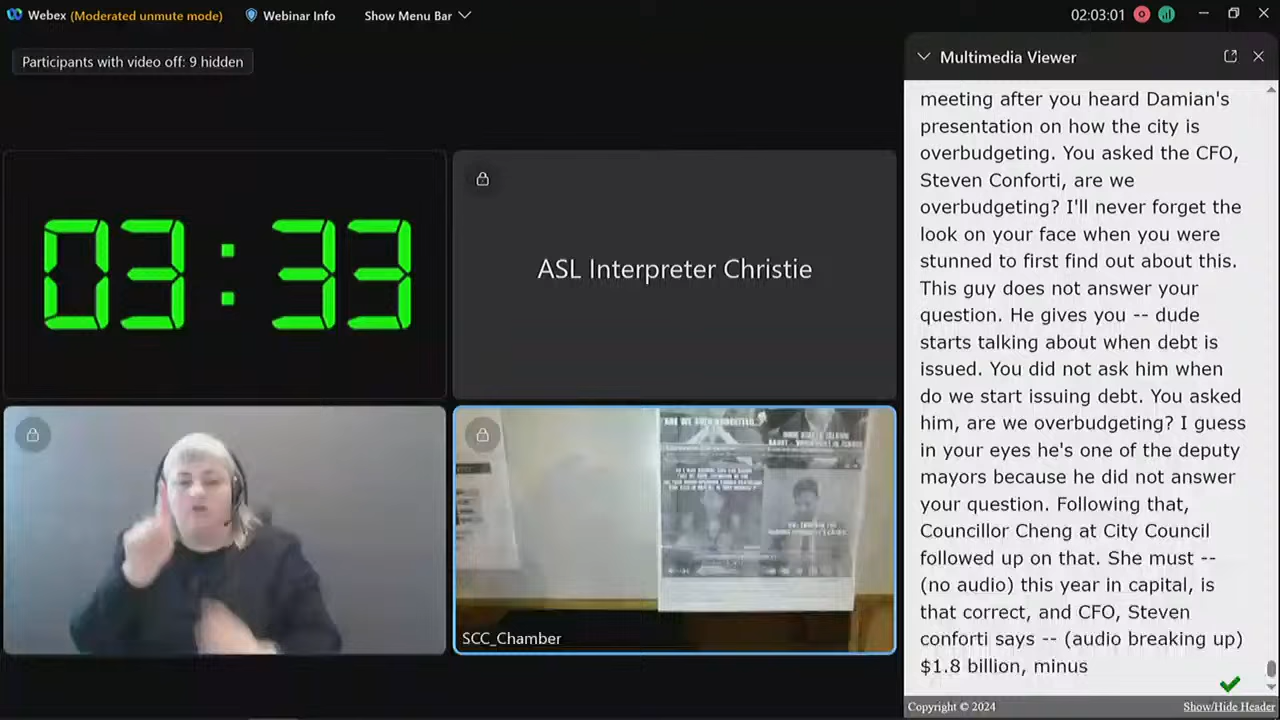 Webex (Moderated unmute mode) Webinar Info Show Menu Bar 02:03:01
Participants with video off: 9 hidden
03:33
ASL Interpreter Christie
SCC_Chamber
Multimedia Viewer
meeting after you heard Damian's
presentation on how the city is
overbudgeting. You asked the CFO,
Steven Conforti, are we
overbudgeting? I'll never forget the
look on your face when you were
stunned to first find out about this.
This guy does not answer your
question. He gives you -- dude
starts talking about when debt is
issued. You did not ask him when
do we start issuing debt. You asked
him, are we overbudgeting? I guess
in your eyes he's one of the deputy
mayors because he did not answer
your question. Following that,
Councillor Cheng at City Council
followed up on that. She must --
(no audio) this year in capital, is
that correct, and CFO, Steven
conforti says -- (audio breaking up)
$1.8 billion, minus
Copyright © 2024 Show/Hide Header